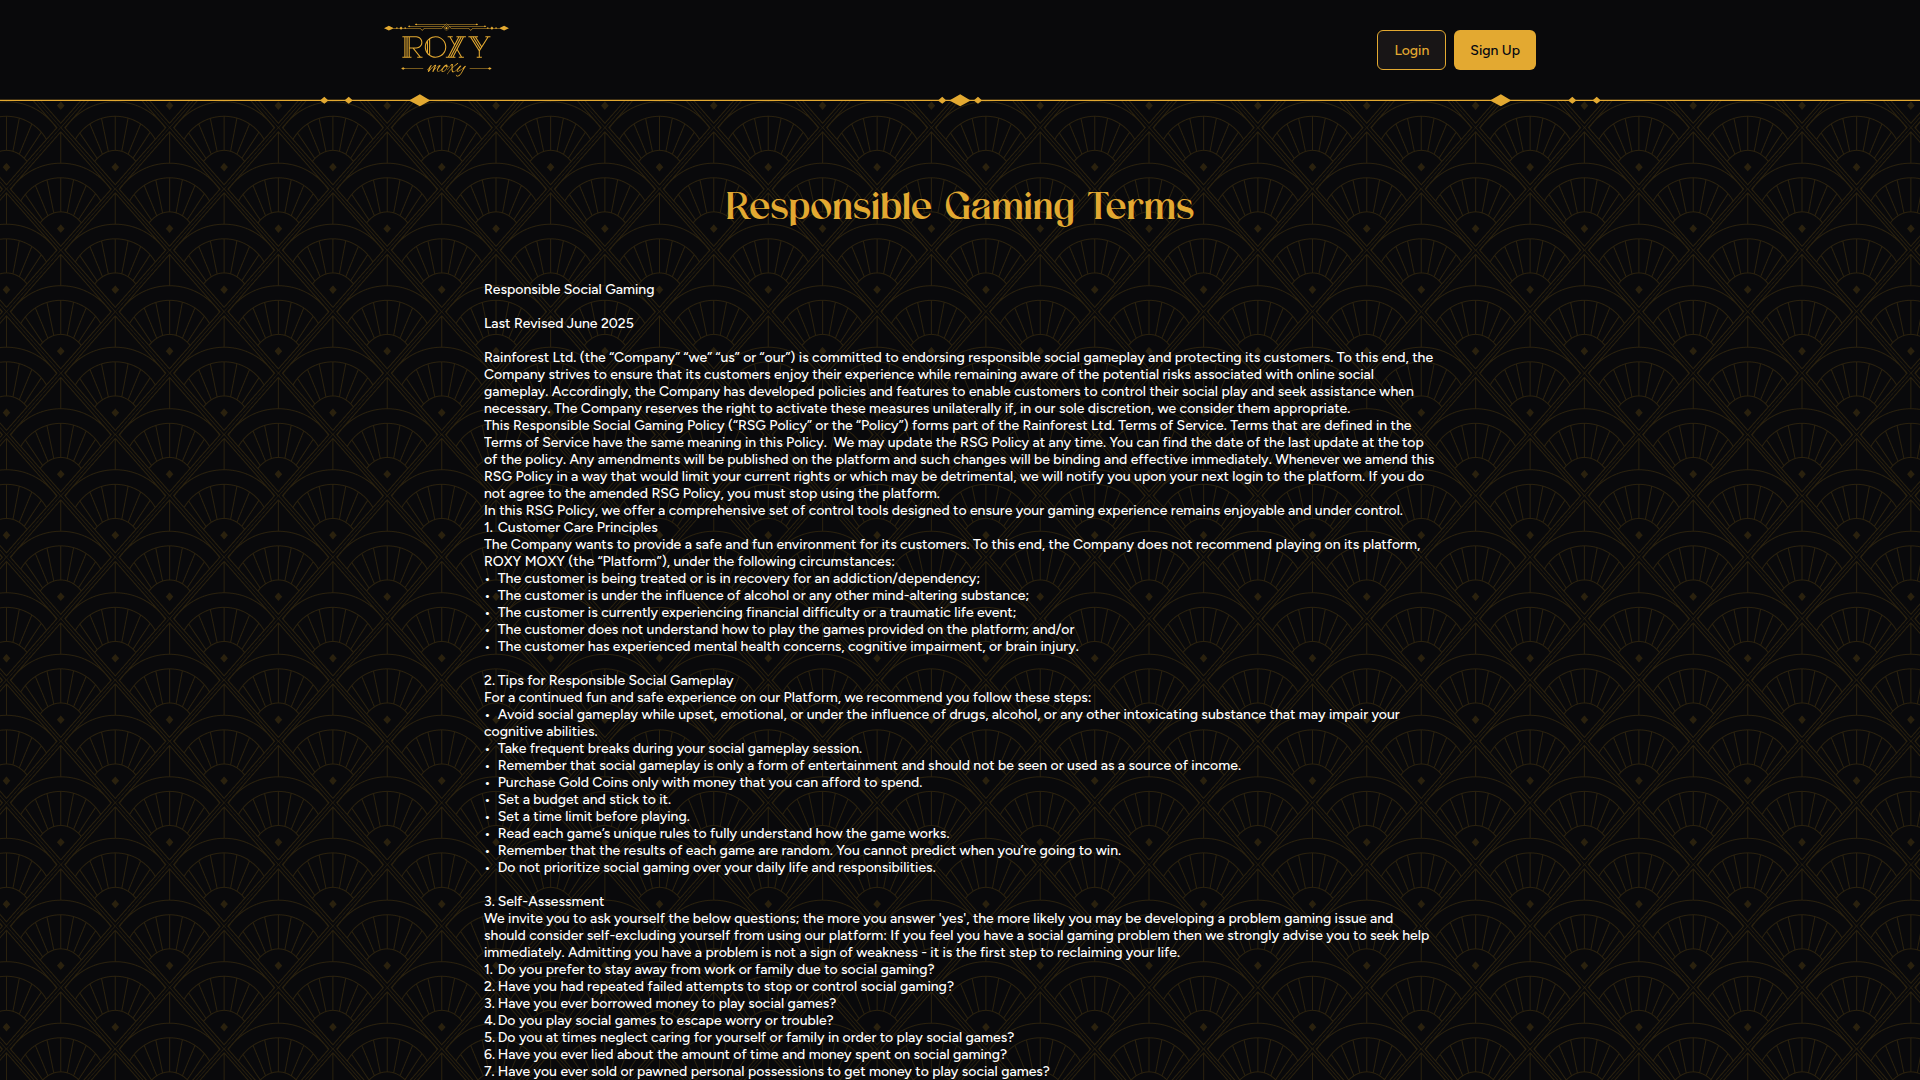 ROXY
moxy
Login
Sign Up
Responsible Gaming Terms
Responsible Social Gaming
Last Revised June 2025
Rainforest Ltd. (the “Company” “we” “us” or “our”) is committed to endorsing responsible social gameplay and protecting its customers. To this end, the
Company strives to ensure that its customers enjoy their experience while remaining aware of the potential risks associated with online social
gameplay. Accordingly, the Company has developed policies and features to enable customers to control their social play and seek assistance when
necessary. The Company reserves the right to activate these measures unilaterally if, in our sole discretion, we consider them appropriate.
This Responsible Social Gaming Policy (“RSG Policy” or the “Policy”) forms part of the Rainforest Ltd. Terms of Service. Terms that are defined in the
Terms of Service have the same meaning in this Policy.  We may update the RSG Policy at any time. You can find the date of the last update at the top
of the policy. Any amendments will be published on the platform and such changes will be binding and effective immediately. Whenever we amend this
RSG Policy in a way that would limit your current rights or which may be detrimental, we will notify you upon your next login to the platform. If you do
not agree to the amended RSG Policy, you must stop using the platform.
In this RSG Policy, we offer a comprehensive set of control tools designed to ensure your gaming experience remains enjoyable and under control.
1. Customer Care Principles
The Company wants to provide a safe and fun environment for its customers. To this end, the Company does not recommend playing on its platform,
ROXY MOXY (the “Platform”), under the following circumstances:
• The customer is being treated or is in recovery for an addiction/dependency;
• The customer is under the influence of alcohol or any other mind-altering substance;
• The customer is currently experiencing financial difficulty or a traumatic life event;
• The customer does not understand how to play the games provided on the platform; and/or
• The customer has experienced mental health concerns, cognitive impairment, or brain injury.
2. Tips for Responsible Social Gameplay
For a continued fun and safe experience on our Platform, we recommend you follow these steps:
• Avoid social gameplay while upset, emotional, or under the influence of drugs, alcohol, or any other intoxicating substance that may impair your
cognitive abilities.
• Take frequent breaks during your social gameplay session.
• Remember that social gameplay is only a form of entertainment and should not be seen or used as a source of income.
• Purchase Gold Coins only with money that you can afford to spend.
• Set a budget and stick to it.
• Set a time limit before playing.
• Read each game’s unique rules to fully understand how the game works.
• Remember that the results of each game are random. You cannot predict when you’re going to win.
• Do not prioritize social gaming over your daily life and responsibilities.
3. Self-Assessment
We invite you to ask yourself the below questions; the more you answer 'yes', the more likely you may be developing a problem gaming issue and
should consider self-excluding yourself from using our platform: If you feel you have a social gaming problem then we strongly advise you to seek help
immediately. Admitting you have a problem is not a sign of weakness - it is the first step to reclaiming your life.
1. Do you prefer to stay away from work or family due to social gaming?
2. Have you had repeated failed attempts to stop or control social gaming?
3. Have you ever borrowed money to play social games?
4. Do you play social games to escape worry or trouble?
5. Do you at times neglect caring for yourself or family in order to play social games?
6. Have you ever lied about the amount of time and money spent on social gaming?
7. Have you ever sold or pawned personal possessions to get money to play social games?